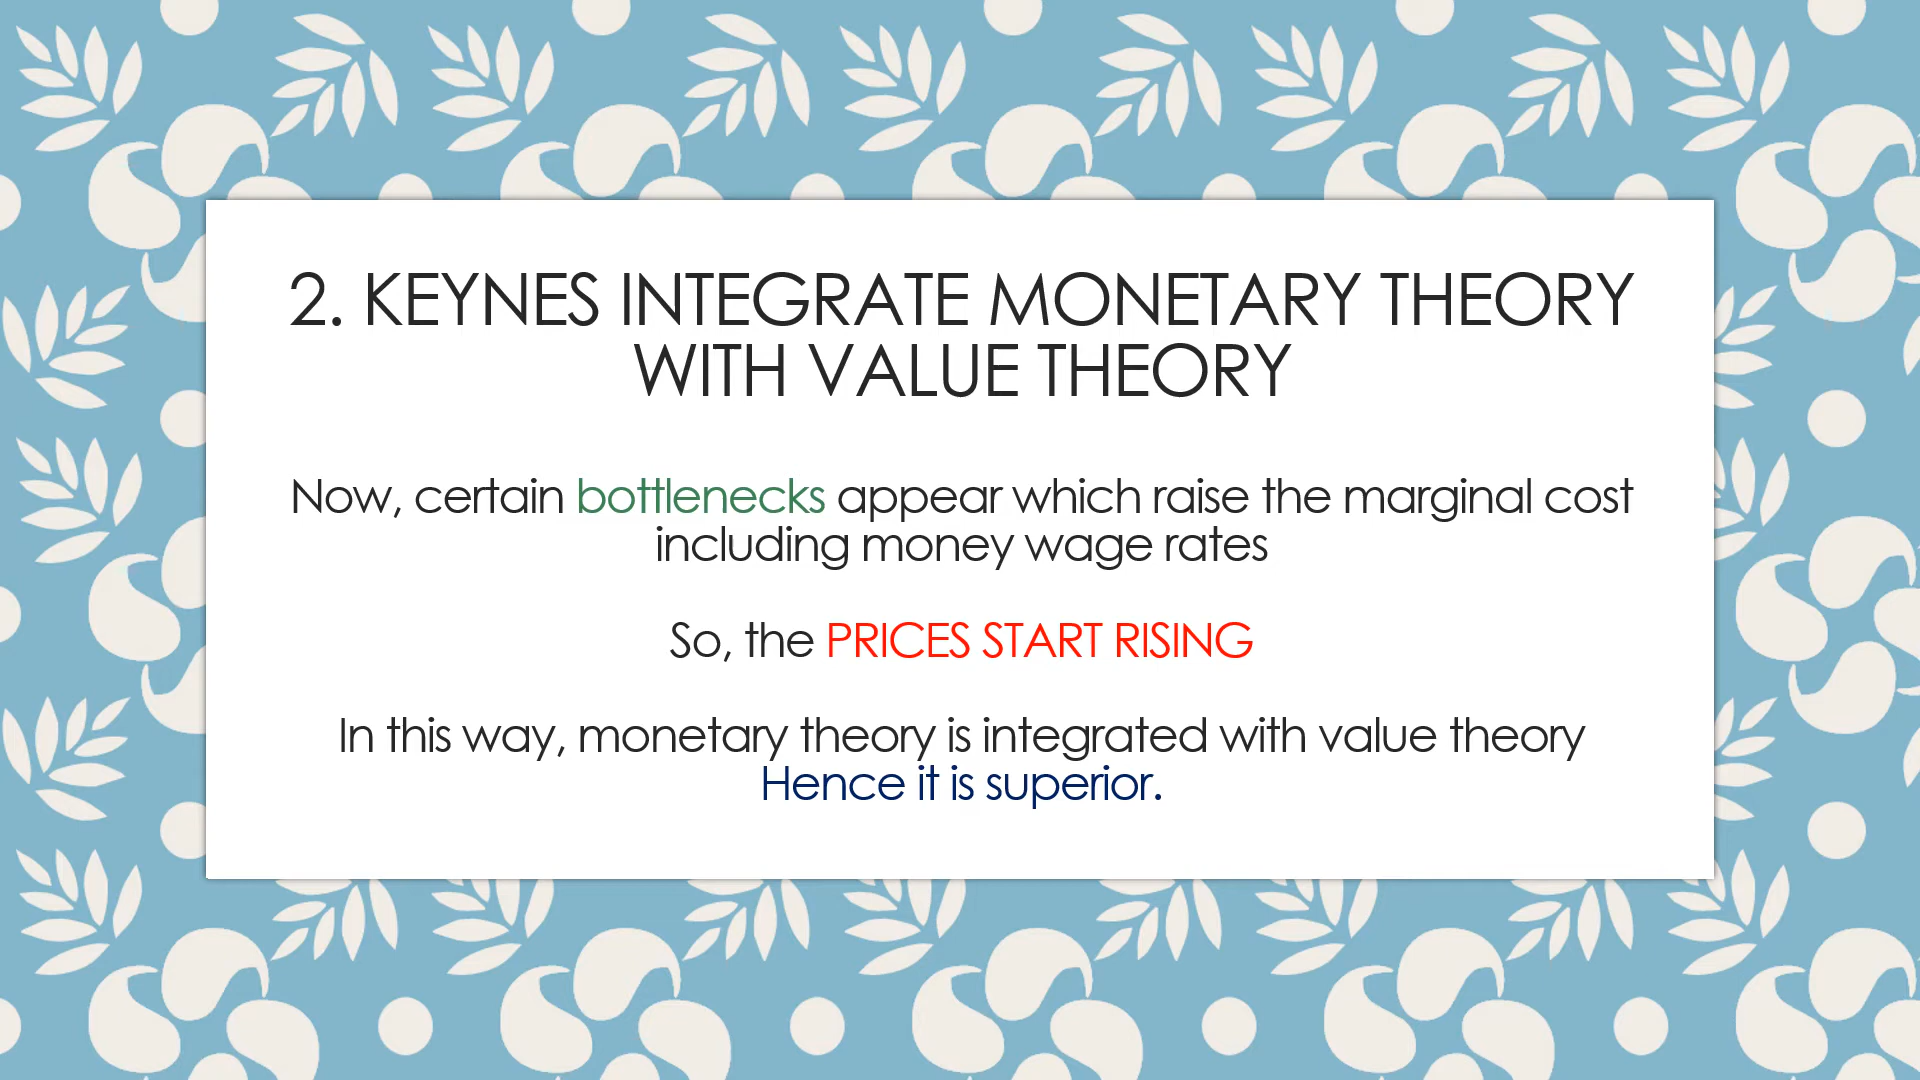 2. KEYNES INTEGRATE MONETARY THEORY
WITH VALUE THEORY
Now, certain bottlenecks appear which raise the marginal cost
including money wage rates
So, the PRICES START RISING
In this way, monetary theory is integrated with value theory
Hence it is superior.